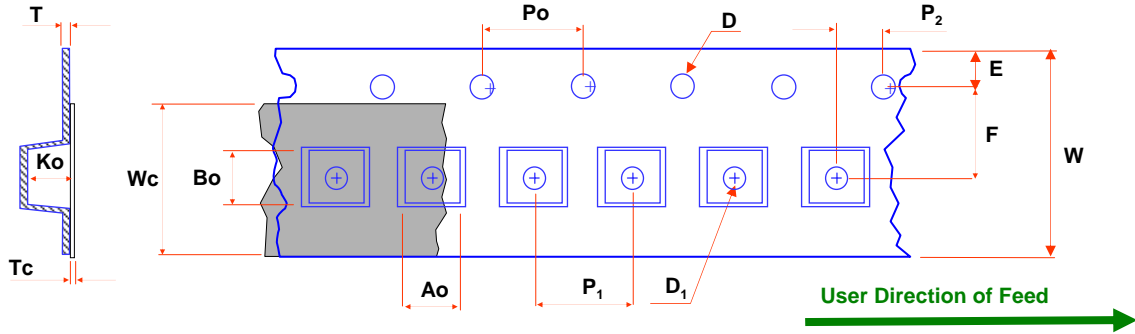 T
Po
D
P2
E
F
W
Ko
Wc
Bo
Tc
Ao
P1
D1
User Direction of Feed